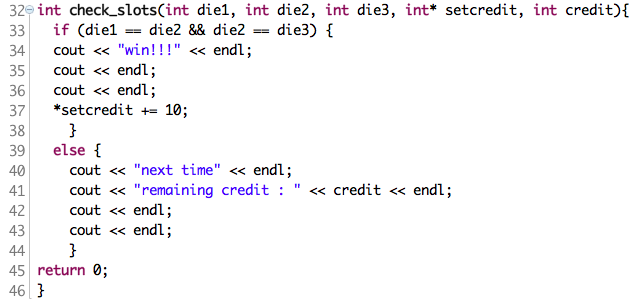 32 int check_slots(int die1, int die2, int die3, int* setcredit, int credit){
33   if (die1 == die2 && die2 == die3) {
34   cout << "win!!!" << endl;
35   cout << endl;
36   cout << endl;
37   *setcredit += 10;
38     }
39   else {
40     cout << "next time" << endl;
41     cout << "remaining credit : " << credit << endl;
42     cout << endl;
43     cout << endl;
44     }
45 return 0;
46 }